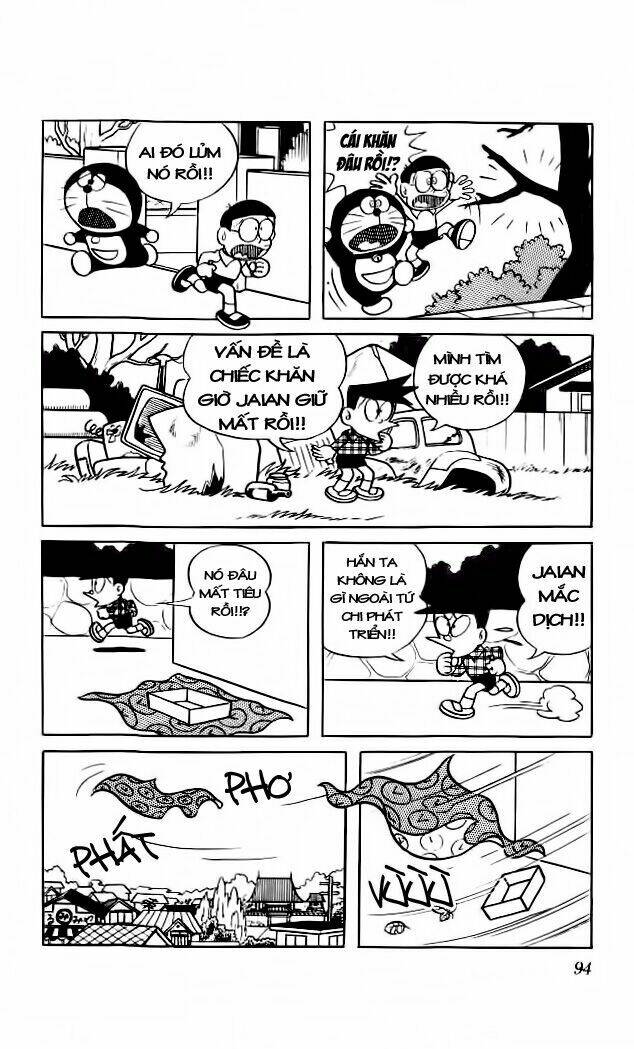 CÁI KHĂN
ĐÂU RỒI!?
AI ĐÓ LỦM
NÓ RỒI!!
MÌNH TÌM
ĐƯỢC KHÁ
NHIỀU RỒI!!
VẤN ĐỀ LÀ
CHIẾC KHĂN
GIỜ JAIAN GIỮ
MẤT RỒI!!
JAIAN
MẮC
DỊCH!!
HẮN TA
KHÔNG LÀ
GÌ NGOÀI TỨ
CHI PHÁT
TRIỂN!!
NÓ ĐÂU
MẤT TIÊU
RỒI!!?
VÙÙÙÙ
PHẤT
PHƠ
94